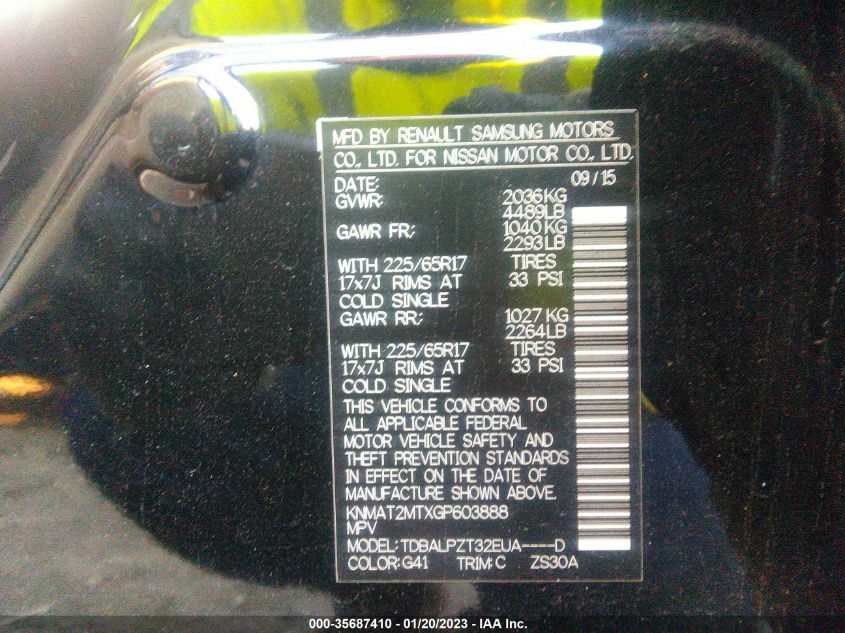 MFD BY RENAULT SAMSUNG MOTORS
CO., LTD. FOR NISSAN MOTOR CO., LTD.
DATE: 09/15
GVWR: 2036KG
4489LB
GAWR FR: 1040KG
2293LB
WITH 225/65R17 TIRES
17x7J RIMS AT 33 PSI
COLD SINGLE
GAWR RR: 1027KG
2264LB
WITH 225/65R17 TIRES
17x7J RIMS AT 33 PSI
COLD SINGLE
THIS VEHICLE CONFORMS TO
ALL APPLICABLE FEDERAL
MOTOR VEHICLE SAFETY AND
THEFT PREVENTION STANDARDS
IN EFFECT ON THE DATE OF
MANUFACTURE SHOWN ABOVE.
KNMAT2MTXGP603888
MPV
MODEL: TDBALPZT32EUA----D
COLOR: G41 TRIM: C ZS30A
000-35687410 - 01/20/2023 - IAA Inc.